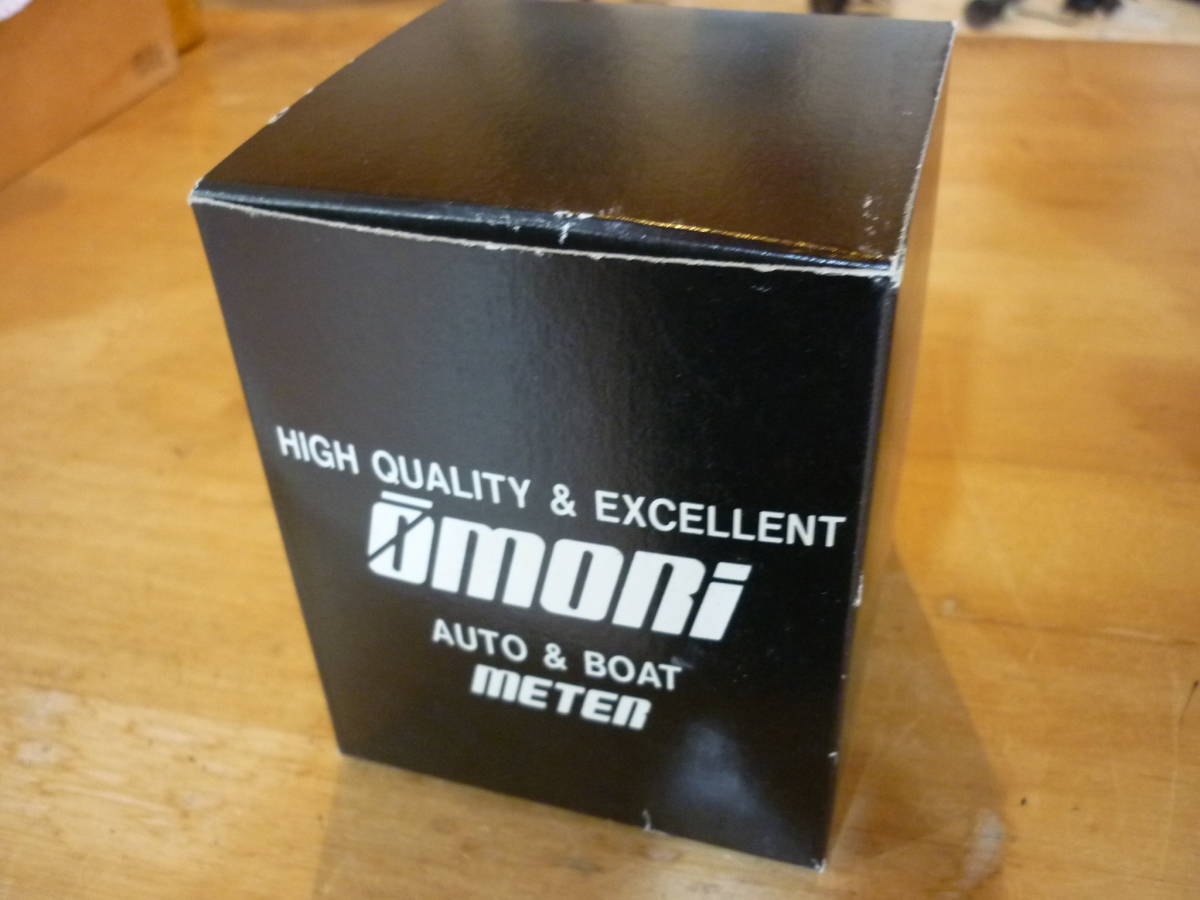 HIGH QUALITY & EXCELLENT
ŌMORi
AUTO & BOAT
METER